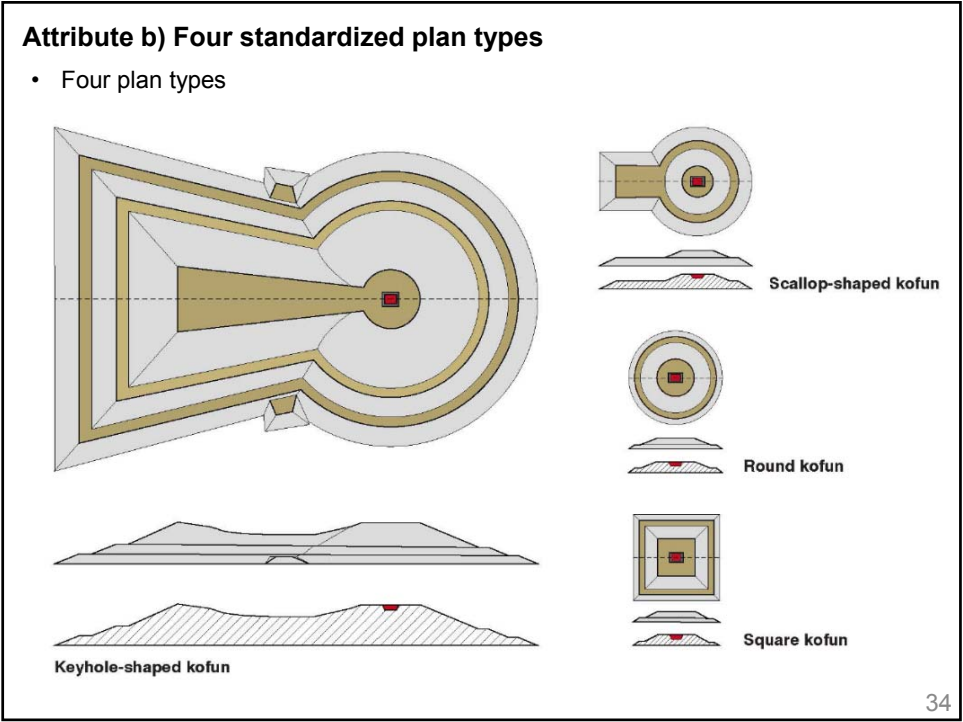 Attribute b) Four standardized plan types
• Four plan types
Scallop-shaped kofun
Round kofun
Square kofun
Keyhole-shaped kofun
34